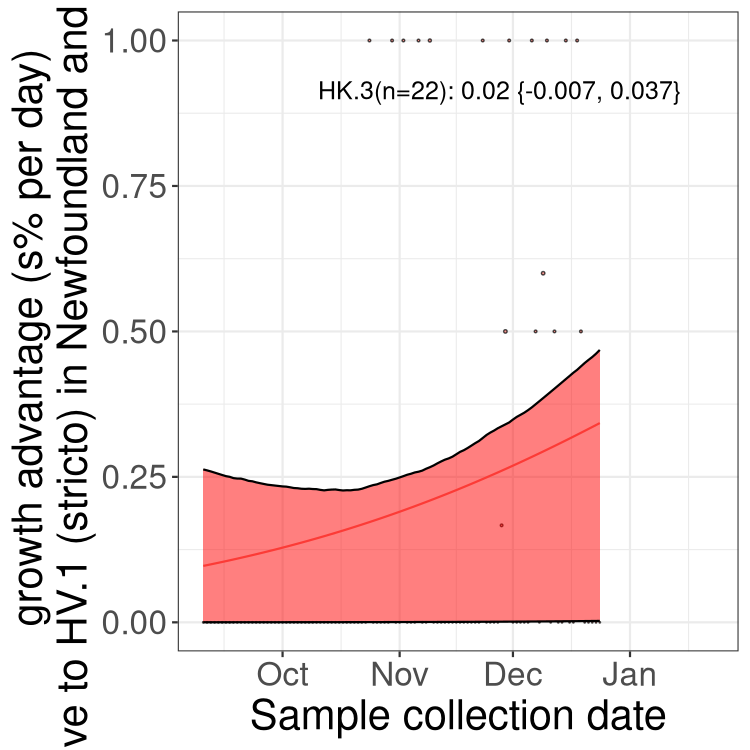 growth advantage (s% per day)
ve to HV.1 (stricto) in Newfoundland and
1.00
0.75
0.50
0.25
0.00
HK.3(n=22): 0.02 {-0.007, 0.037}
Oct Nov Dec Jan
Sample collection date